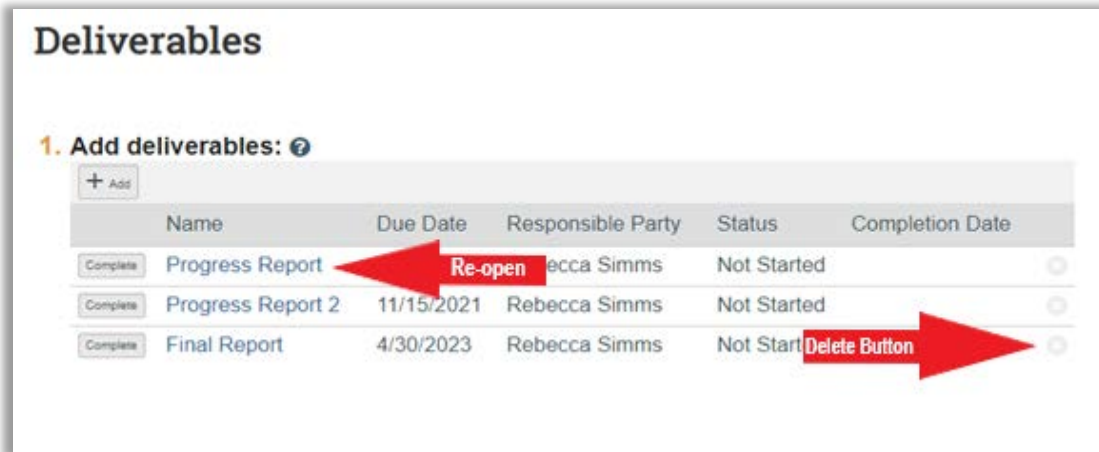 Deliverables
1. Add deliverables: ?
+ Add
Name Due Date Responsible Party Status Completion Date
Complete Progress Report Re-open ecca Simms Not Started
Complete Progress Report 2 11/15/2021 Rebecca Simms Not Started
Complete Final Report 4/30/2023 Rebecca Simms Not Start Delete Button